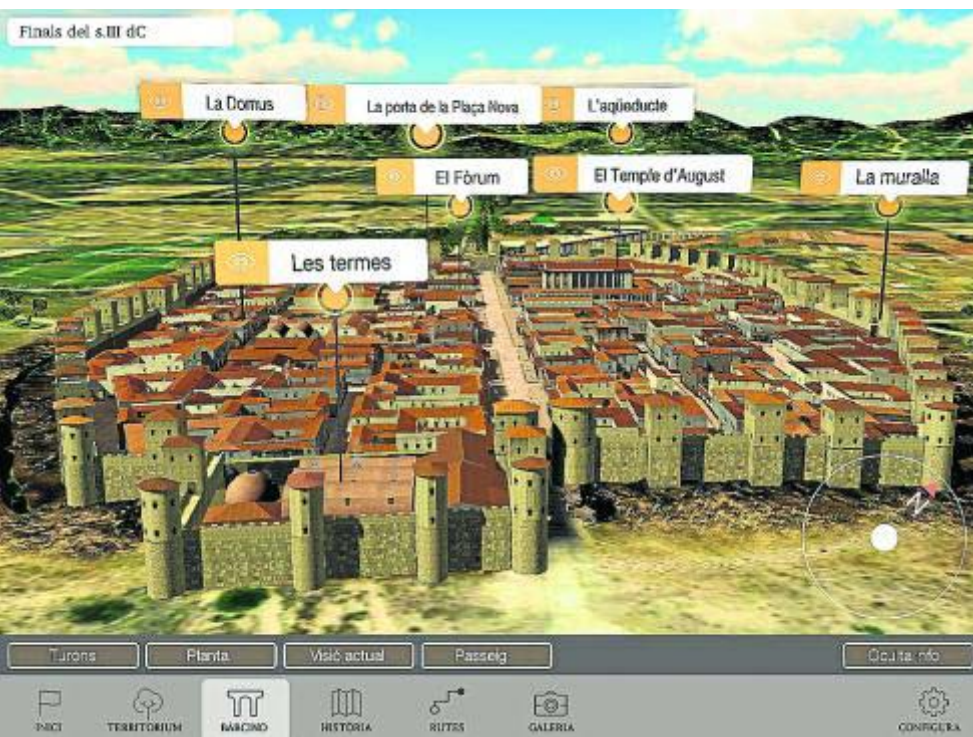 Finals del s.III dC
La Domus
La porta de la Plaça Nova
L'aqüeducte
El Fòrum
El Temple d'August
La muralla
Les termes
N
Turons
Planta
Visió actual
Passeig
Oculta info
INICI
TERRITORIUM
BARCINO
HISTÒRIA
RUTES
GALERIA
CONFIGURA